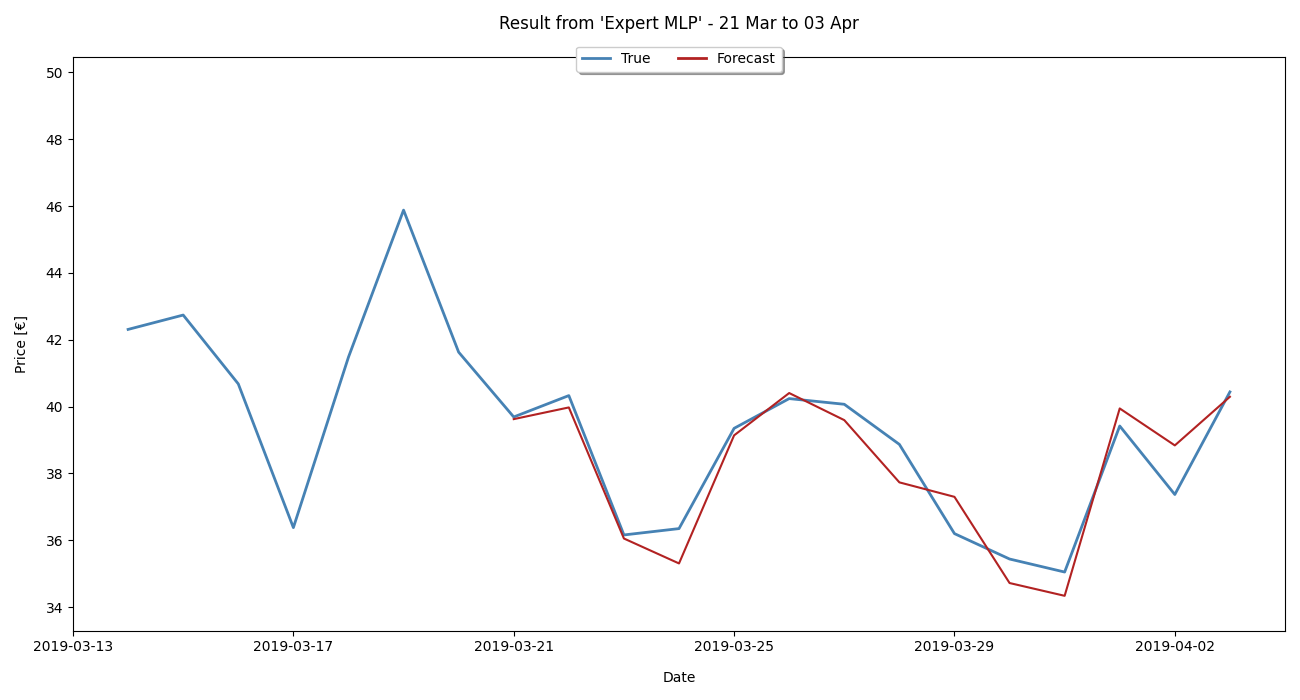 Result from 'Expert MLP' - 21 Mar to 03 Apr
True Forecast
50
48
46
44
42
40
38
36
34
Price [€]
2019-03-13 2019-03-17 2019-03-21 2019-03-25 2019-03-29 2019-04-02
Date